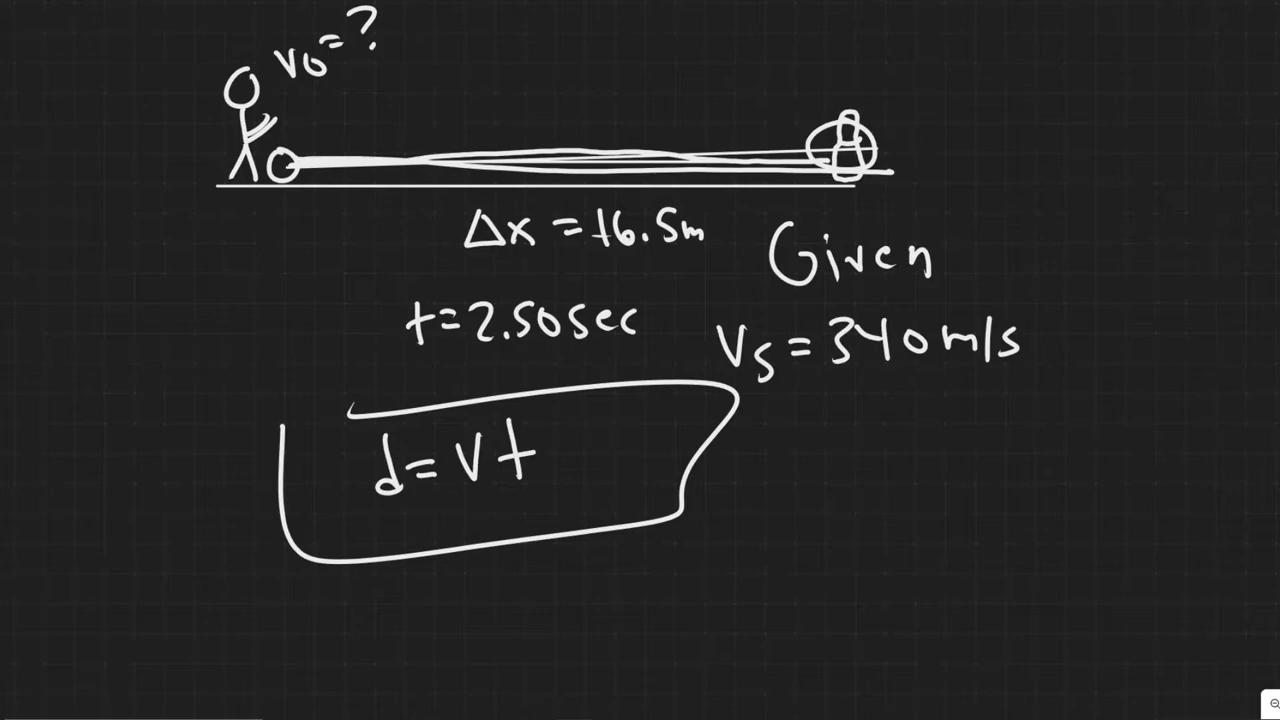 v0=?
Δx = 16.5m
Given
t=2.50sec
Vs = 340m/s
d=vt